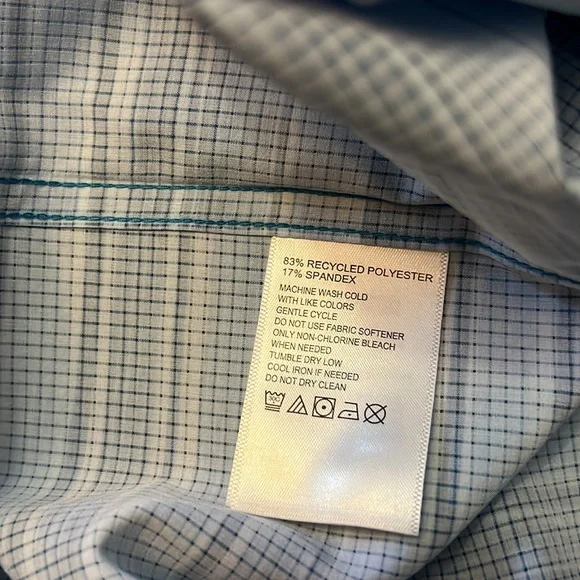 83% RECYCLED POLYESTER
17% SPANDEX
MACHINE WASH COLD
WITH LIKE COLORS
GENTLE CYCLE
DO NOT USE FABRIC SOFTENER
ONLY NON-CHLORINE BLEACH
WHEN NEEDED
TUMBLE DRY LOW
COOL IRON IF NEEDED
DO NOT DRY CLEAN
30C